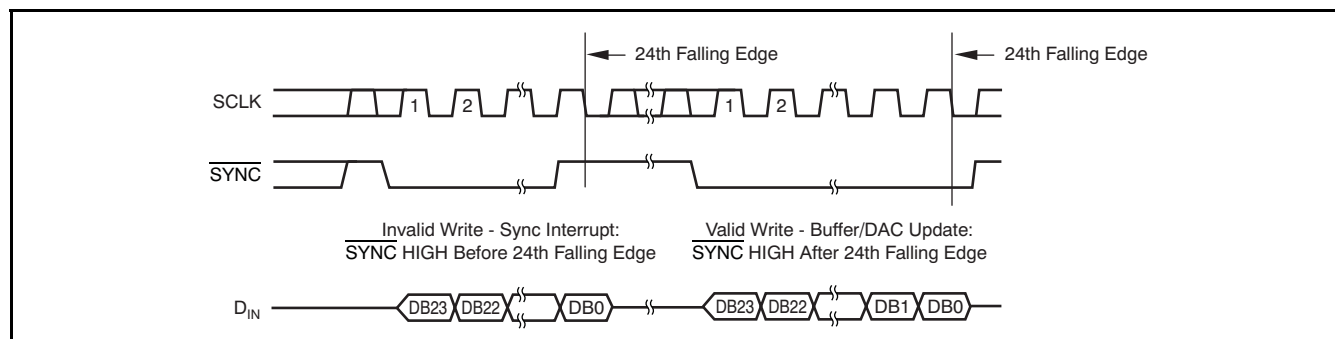 24th Falling Edge
24th Falling Edge
SCLK
1
2
1
2
SYNC
Invalid Write - Sync Interrupt:
SYNC HIGH Before 24th Falling Edge
Valid Write - Buffer/DAC Update:
SYNC HIGH After 24th Falling Edge
DIN
DB23
DB22
DB0
DB23
DB22
DB1
DB0